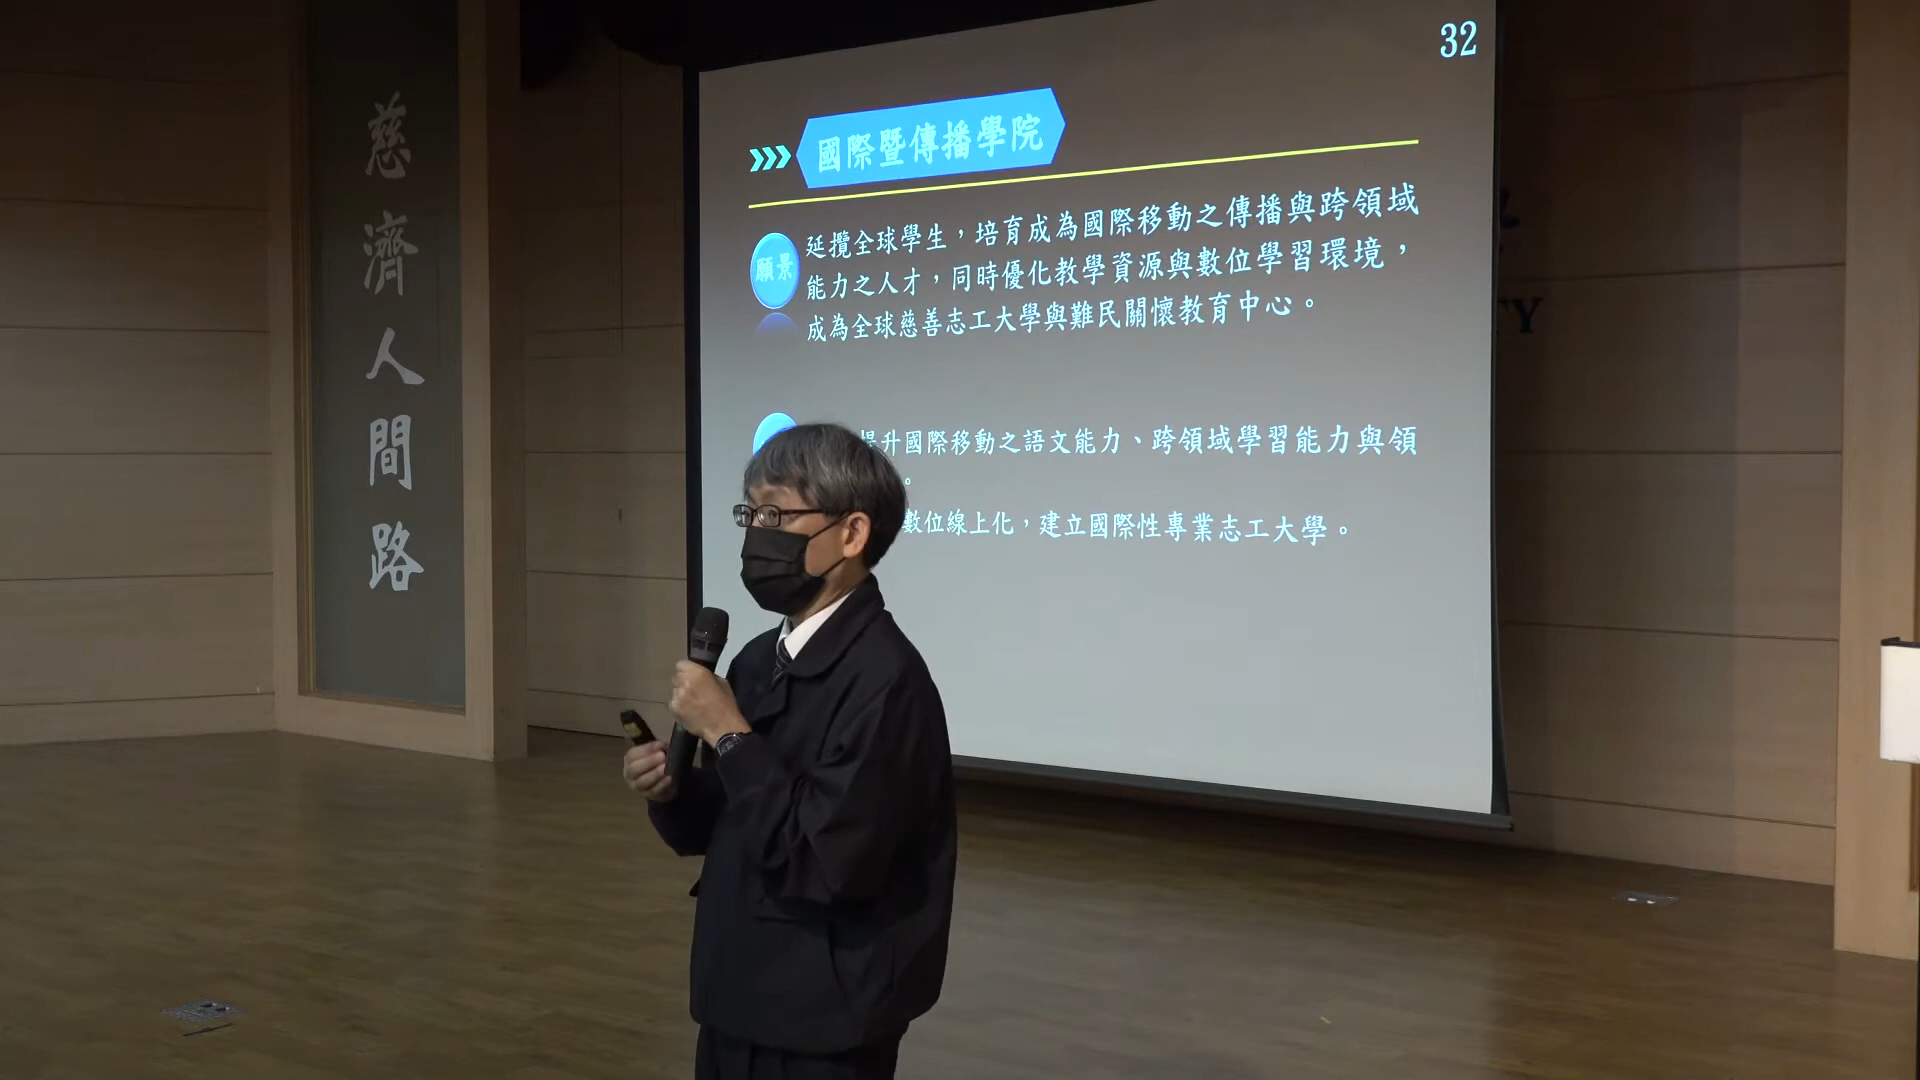 慈濟人間路
32
國際暨傳播學院
願景
延攬全球學生，培育成為國際移動之傳播與跨領域
能力之人才，同時優化教學資源與數位學習環境，
成為全球慈善志工大學與難民關懷教育中心。
提升國際移動之語文能力、跨領域學習能力與領
。
數位線上化，建立國際性專業志工大學。
TY